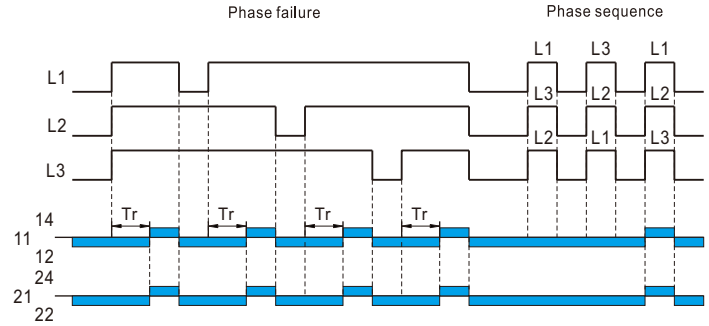 Phase failure
Phase sequence
L1
L1 L3 L1
L2
L3 L2 L2
L3
L2 L1 L3
Tr Tr Tr Tr
14
11
12
24
21
22